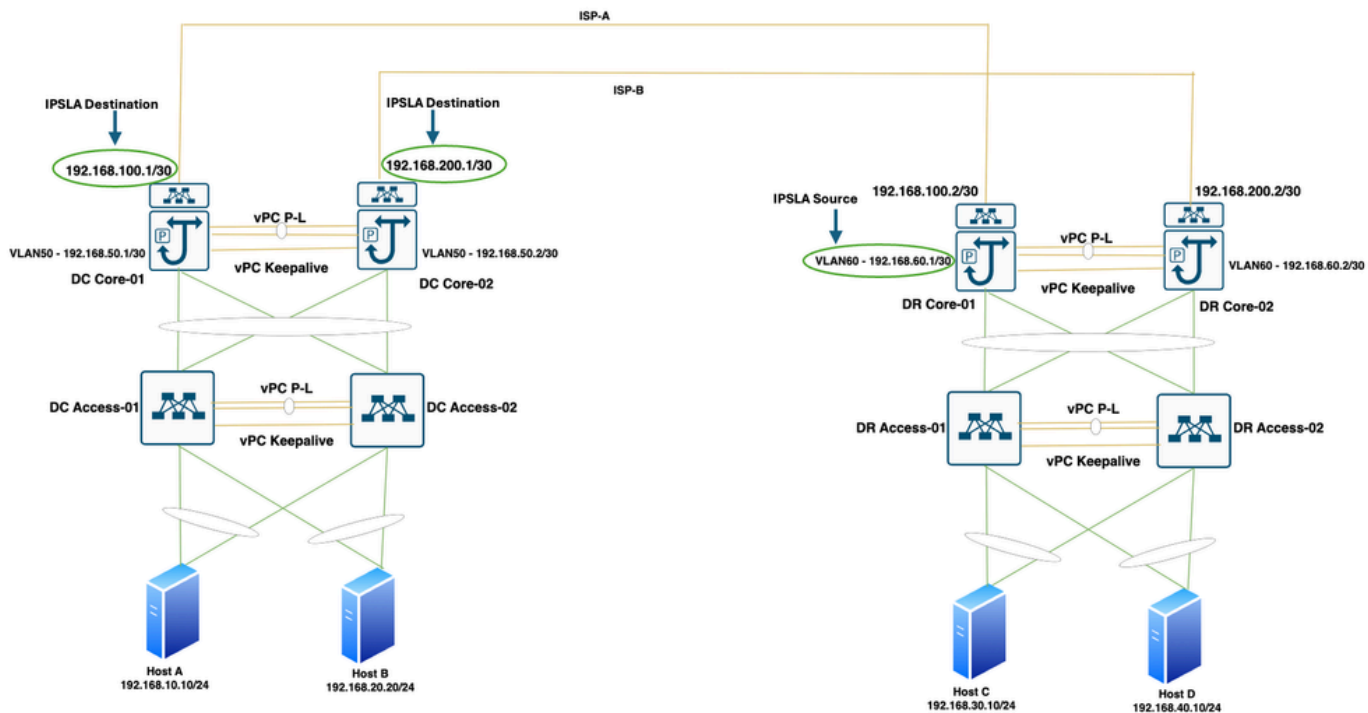 ISP-A
ISP-B
IPSLA Destination
IPSLA Destination
192.168.100.1/30
192.168.200.1/30
192.168.100.2/30
192.168.200.2/30
IPSLA Source
vPC P-L
vPC P-L
P
P
P
P
VLAN50 - 192.168.50.1/30
VLAN50 - 192.168.50.2/30
VLAN60 - 192.168.60.1/30
VLAN60 - 192.168.60.2/30
vPC Keepalive
vPC Keepalive
DC Core-01
DC Core-02
DR Core-01
DR Core-02
vPC P-L
vPC P-L
DC Access-01
DC Access-02
DR Access-01
DR Access-02
vPC Keepalive
vPC Keepalive
Host A
192.168.10.10/24
Host B
192.168.20.20/24
Host C
192.168.30.10/24
Host D
192.168.40.10/24